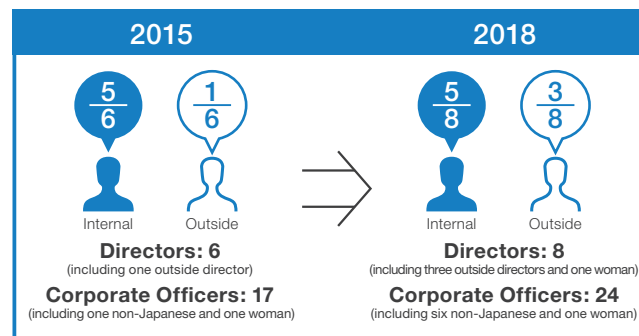 2015
5
6
1
6
Internal
Outside
Directors: 6
(including one outside director)
Corporate Officers: 17
(including one non-Japanese and one woman)
2018
5
8
3
8
Internal
Outside
Directors: 8
(including three outside directors and one woman)
Corporate Officers: 24
(including six non-Japanese and one woman)